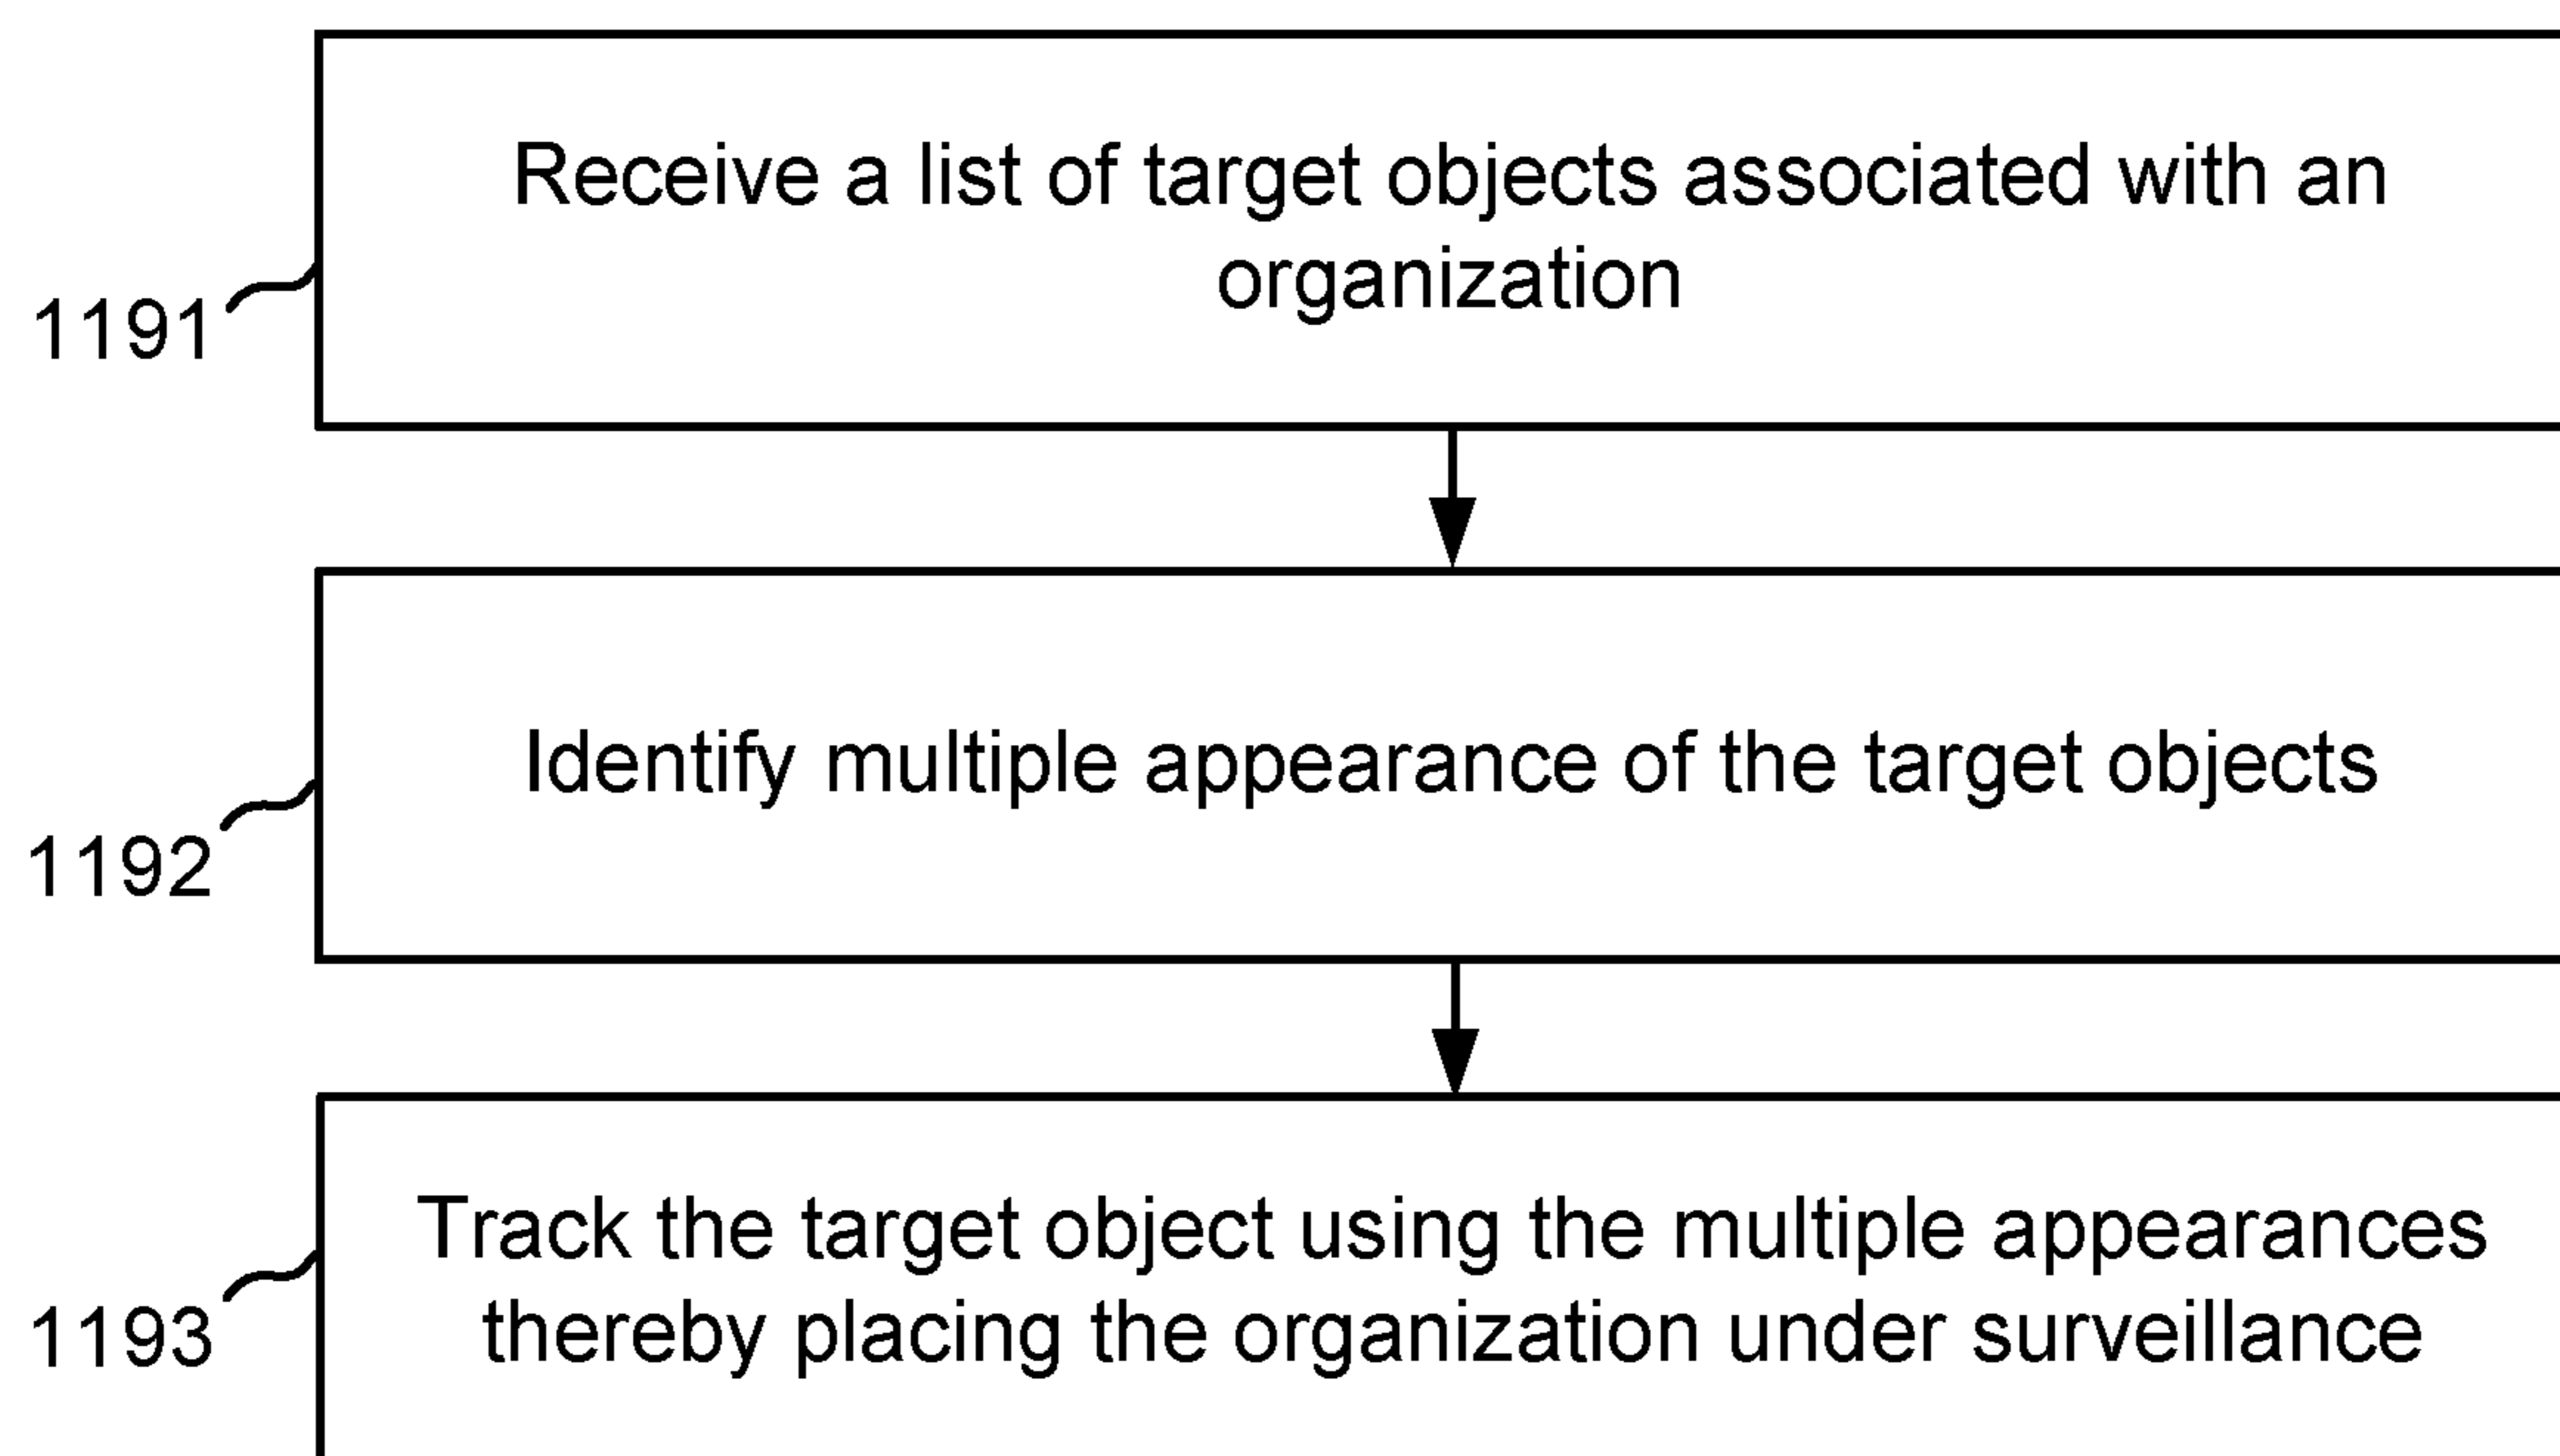 Receive a list of target objects associated with an
organization
1191
Identify multiple appearance of the target objects
1192
Track the target object using the multiple appearances
thereby placing the organization under surveillance
1193